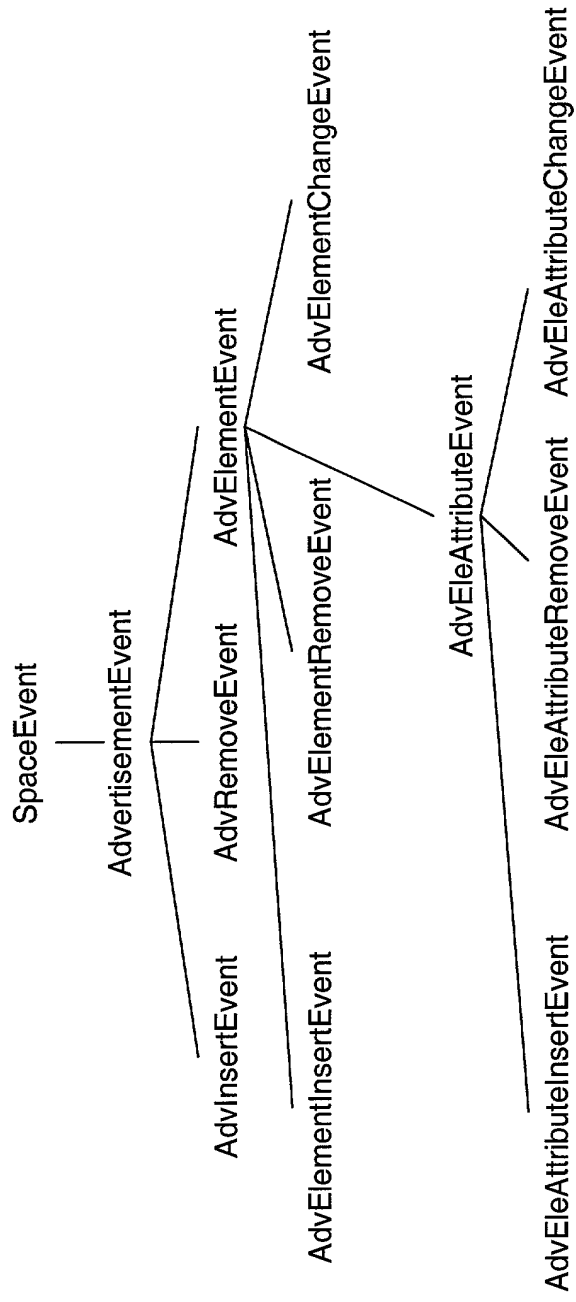 SpaceEvent
AdvertisementEvent
AdvInsertEvent
AdvRemoveEvent
AdvElementEvent
AdvElementInsertEvent
AdvElementRemoveEvent
AdvElementChangeEvent
AdvEleAttributeEvent
AdvEleAttributeInsertEvent
AdvEleAttributeRemoveEvent
AdvEleAttributeChangeEvent